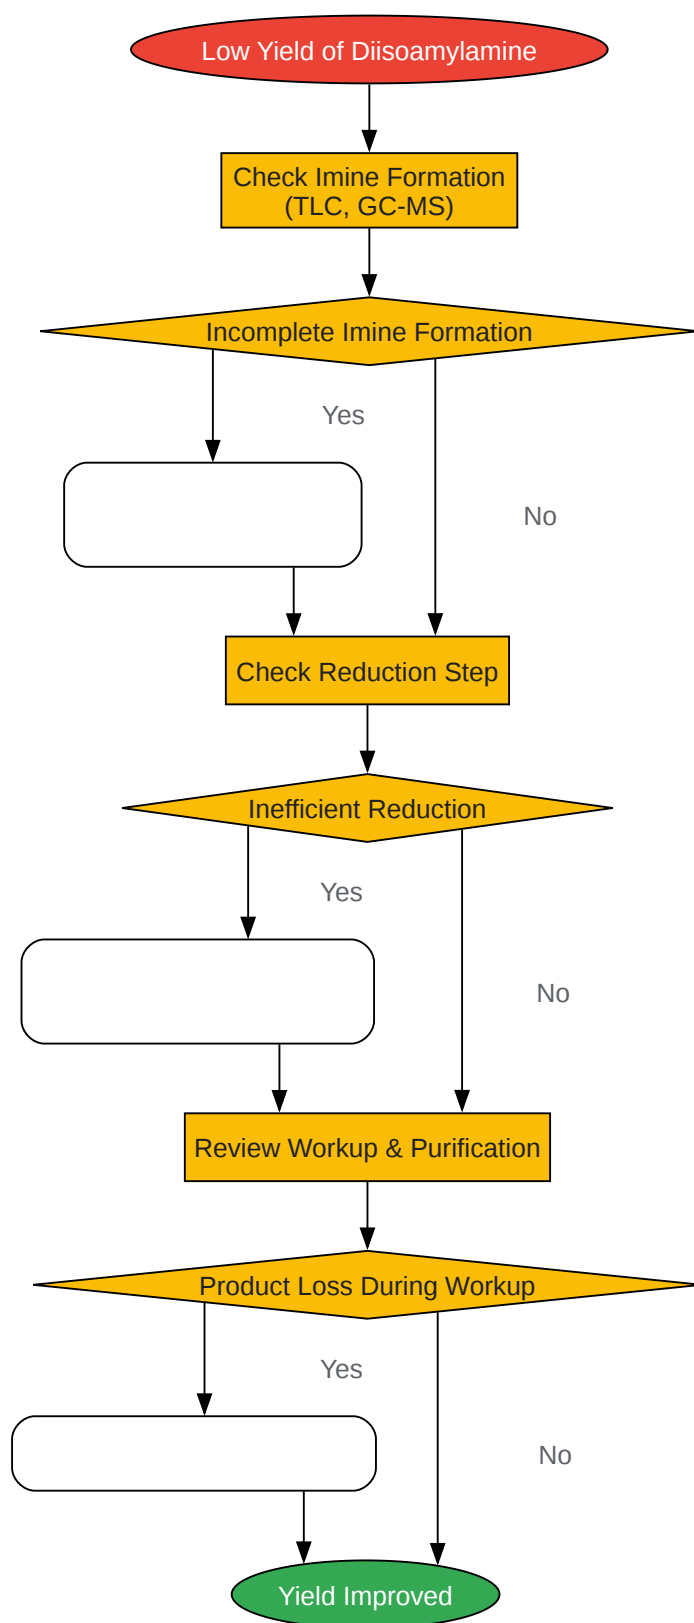 Low Yield of Diisoamylamine
Check Imine Formation
(TLC, GC-MS)
Incomplete Imine Formation
Yes
No
Check Reduction Step
Inefficient Reduction
Yes
No
Review Workup & Purification
Product Loss During Workup
Yes
No
Yield Improved